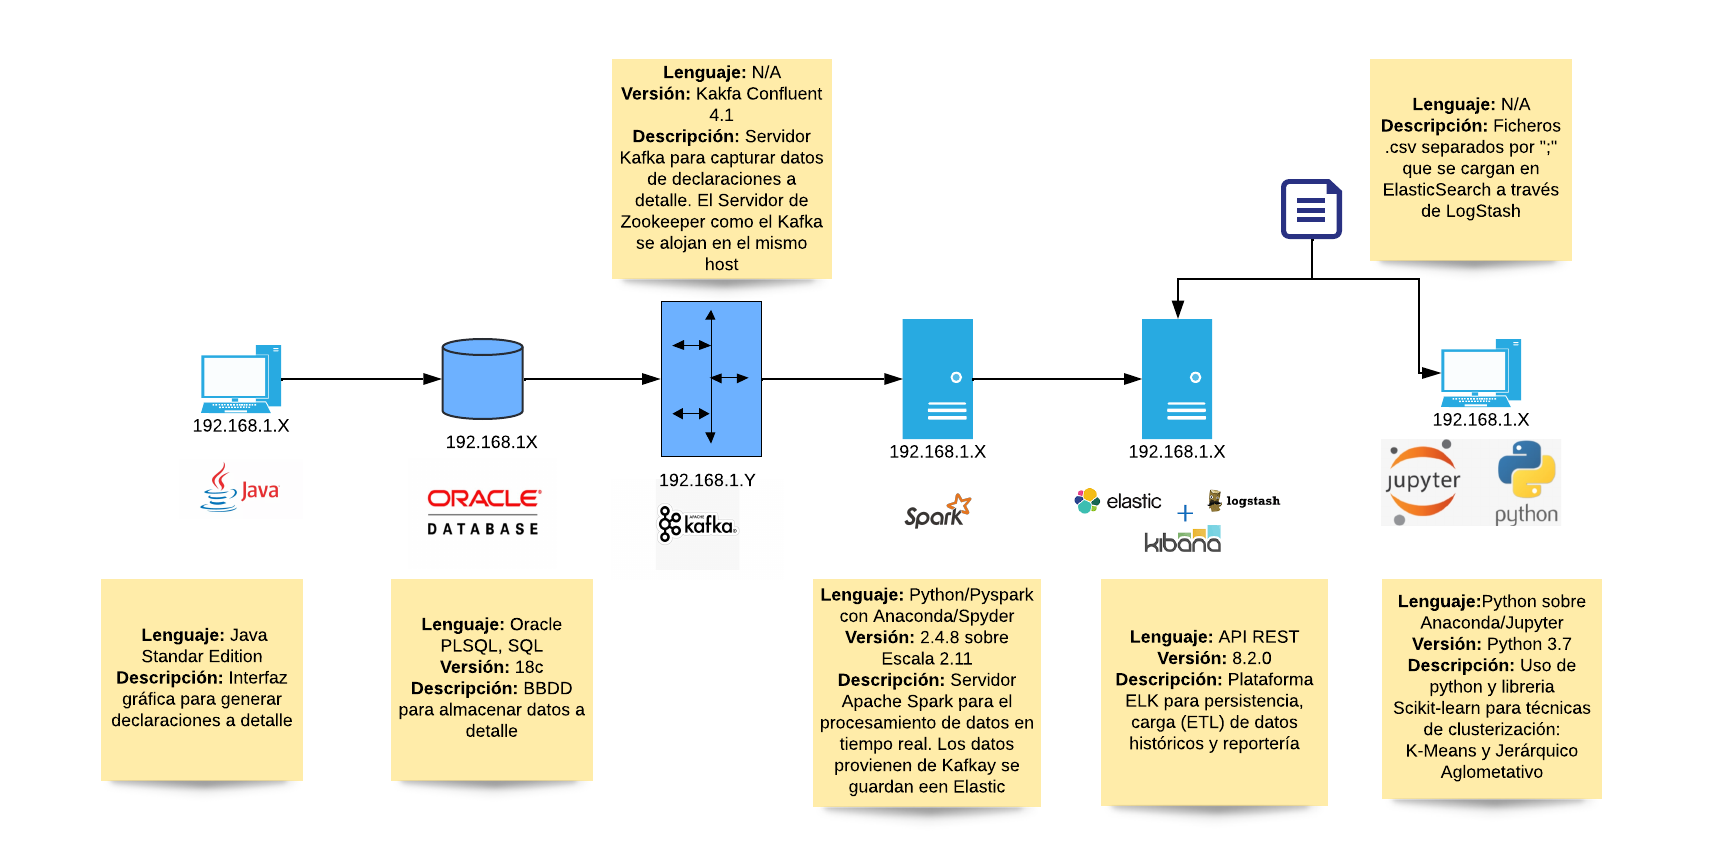 Lenguaje: N/A
Versión: Kakfa Confluent
4.1
Descripción: Servidor
Kafka para capturar datos
de declaraciones a
detalle. El Servidor de
Zookeeper como el Kafka
se alojan en el mismo
host
Lenguaje: N/A
Descripción: Ficheros
.csv separados por ";"
que se cargan en
ElasticSearch a través
de LogStash
192.168.1.X
192.168.1X
192.168.1.Y
192.168.1.X
192.168.1.X
192.168.1.X
Java
ORACLE
DATABASE
APACHE
kafka
Spark
elastic
+
logstash
kibana
jupyter
python
Lenguaje: Java
Standar Edition
Descripción: Interfaz
gráfica para generar
declaraciones a detalle
Lenguaje: Oracle
PLSQL, SQL
Versión: 18c
Descripción: BBDD
para almacenar datos a
detalle
Lenguaje: Python/Pyspark
con Anaconda/Spyder
Versión: 2.4.8 sobre
Escala 2.11
Descripción: Servidor
Apache Spark para el
procesamiento de datos en
tiempo real. Los datos
provienen de Kafkay se
guardan een Elastic
Lenguaje: API REST
Versión: 8.2.0
Descripción: Plataforma
ELK para persistencia,
carga (ETL) de datos
históricos y reportería
Lenguaje:Python sobre
Anaconda/Jupyter
Versión: Python 3.7
Descripción: Uso de
python y libreria
Scikit-learn para técnicas
de clusterización:
K-Means y Jerárquico
Aglometativo